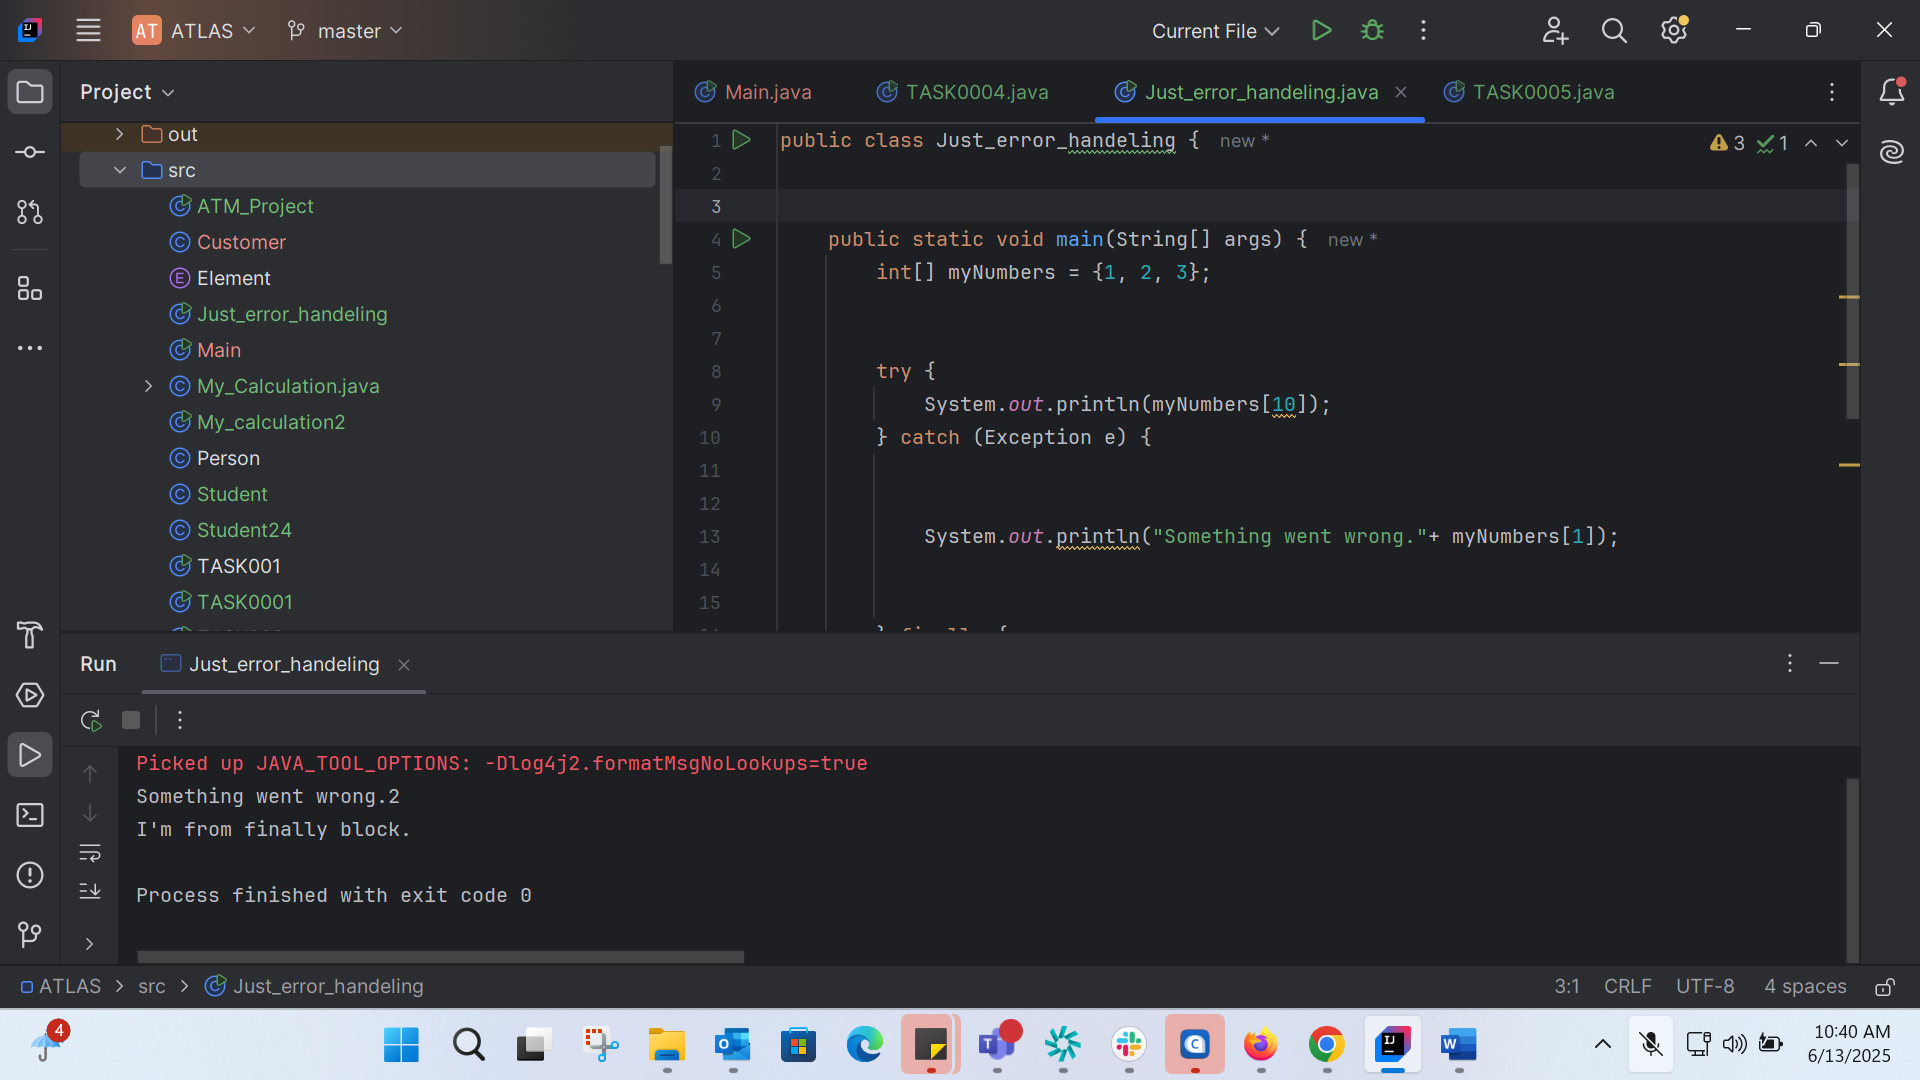 AT ATLAS master Current File
Project
out
src
ATM_Project
Customer
Element
Just_error_handeling
Main
My_Calculation.java
My_calculation2
Person
Student
Student24
TASK001
TASK0001
Main.java TASK0004.java Just_error_handeling.java TASK0005.java
1 public class Just_error_handeling { new *
3 1
2
3
4 public static void main(String[] args) { new *
5 int[] myNumbers = {1, 2, 3};
6
7
8 try {
9 System.out.println(myNumbers[10]);
10 } catch (Exception e) {
11
12
13 System.out.println("Something went wrong."+ myNumbers[1]);
14
15
Run Just_error_handeling
Picked up JAVA_TOOL_OPTIONS: -Dlog4j2.formatMsgNoLookups=true
Something went wrong.2
I'm from finally block.
Process finished with exit code 0
ATLAS > src > Just_error_handeling 3:1 CRLF UTF-8 4 spaces
4
10:40 AM
6/13/2025